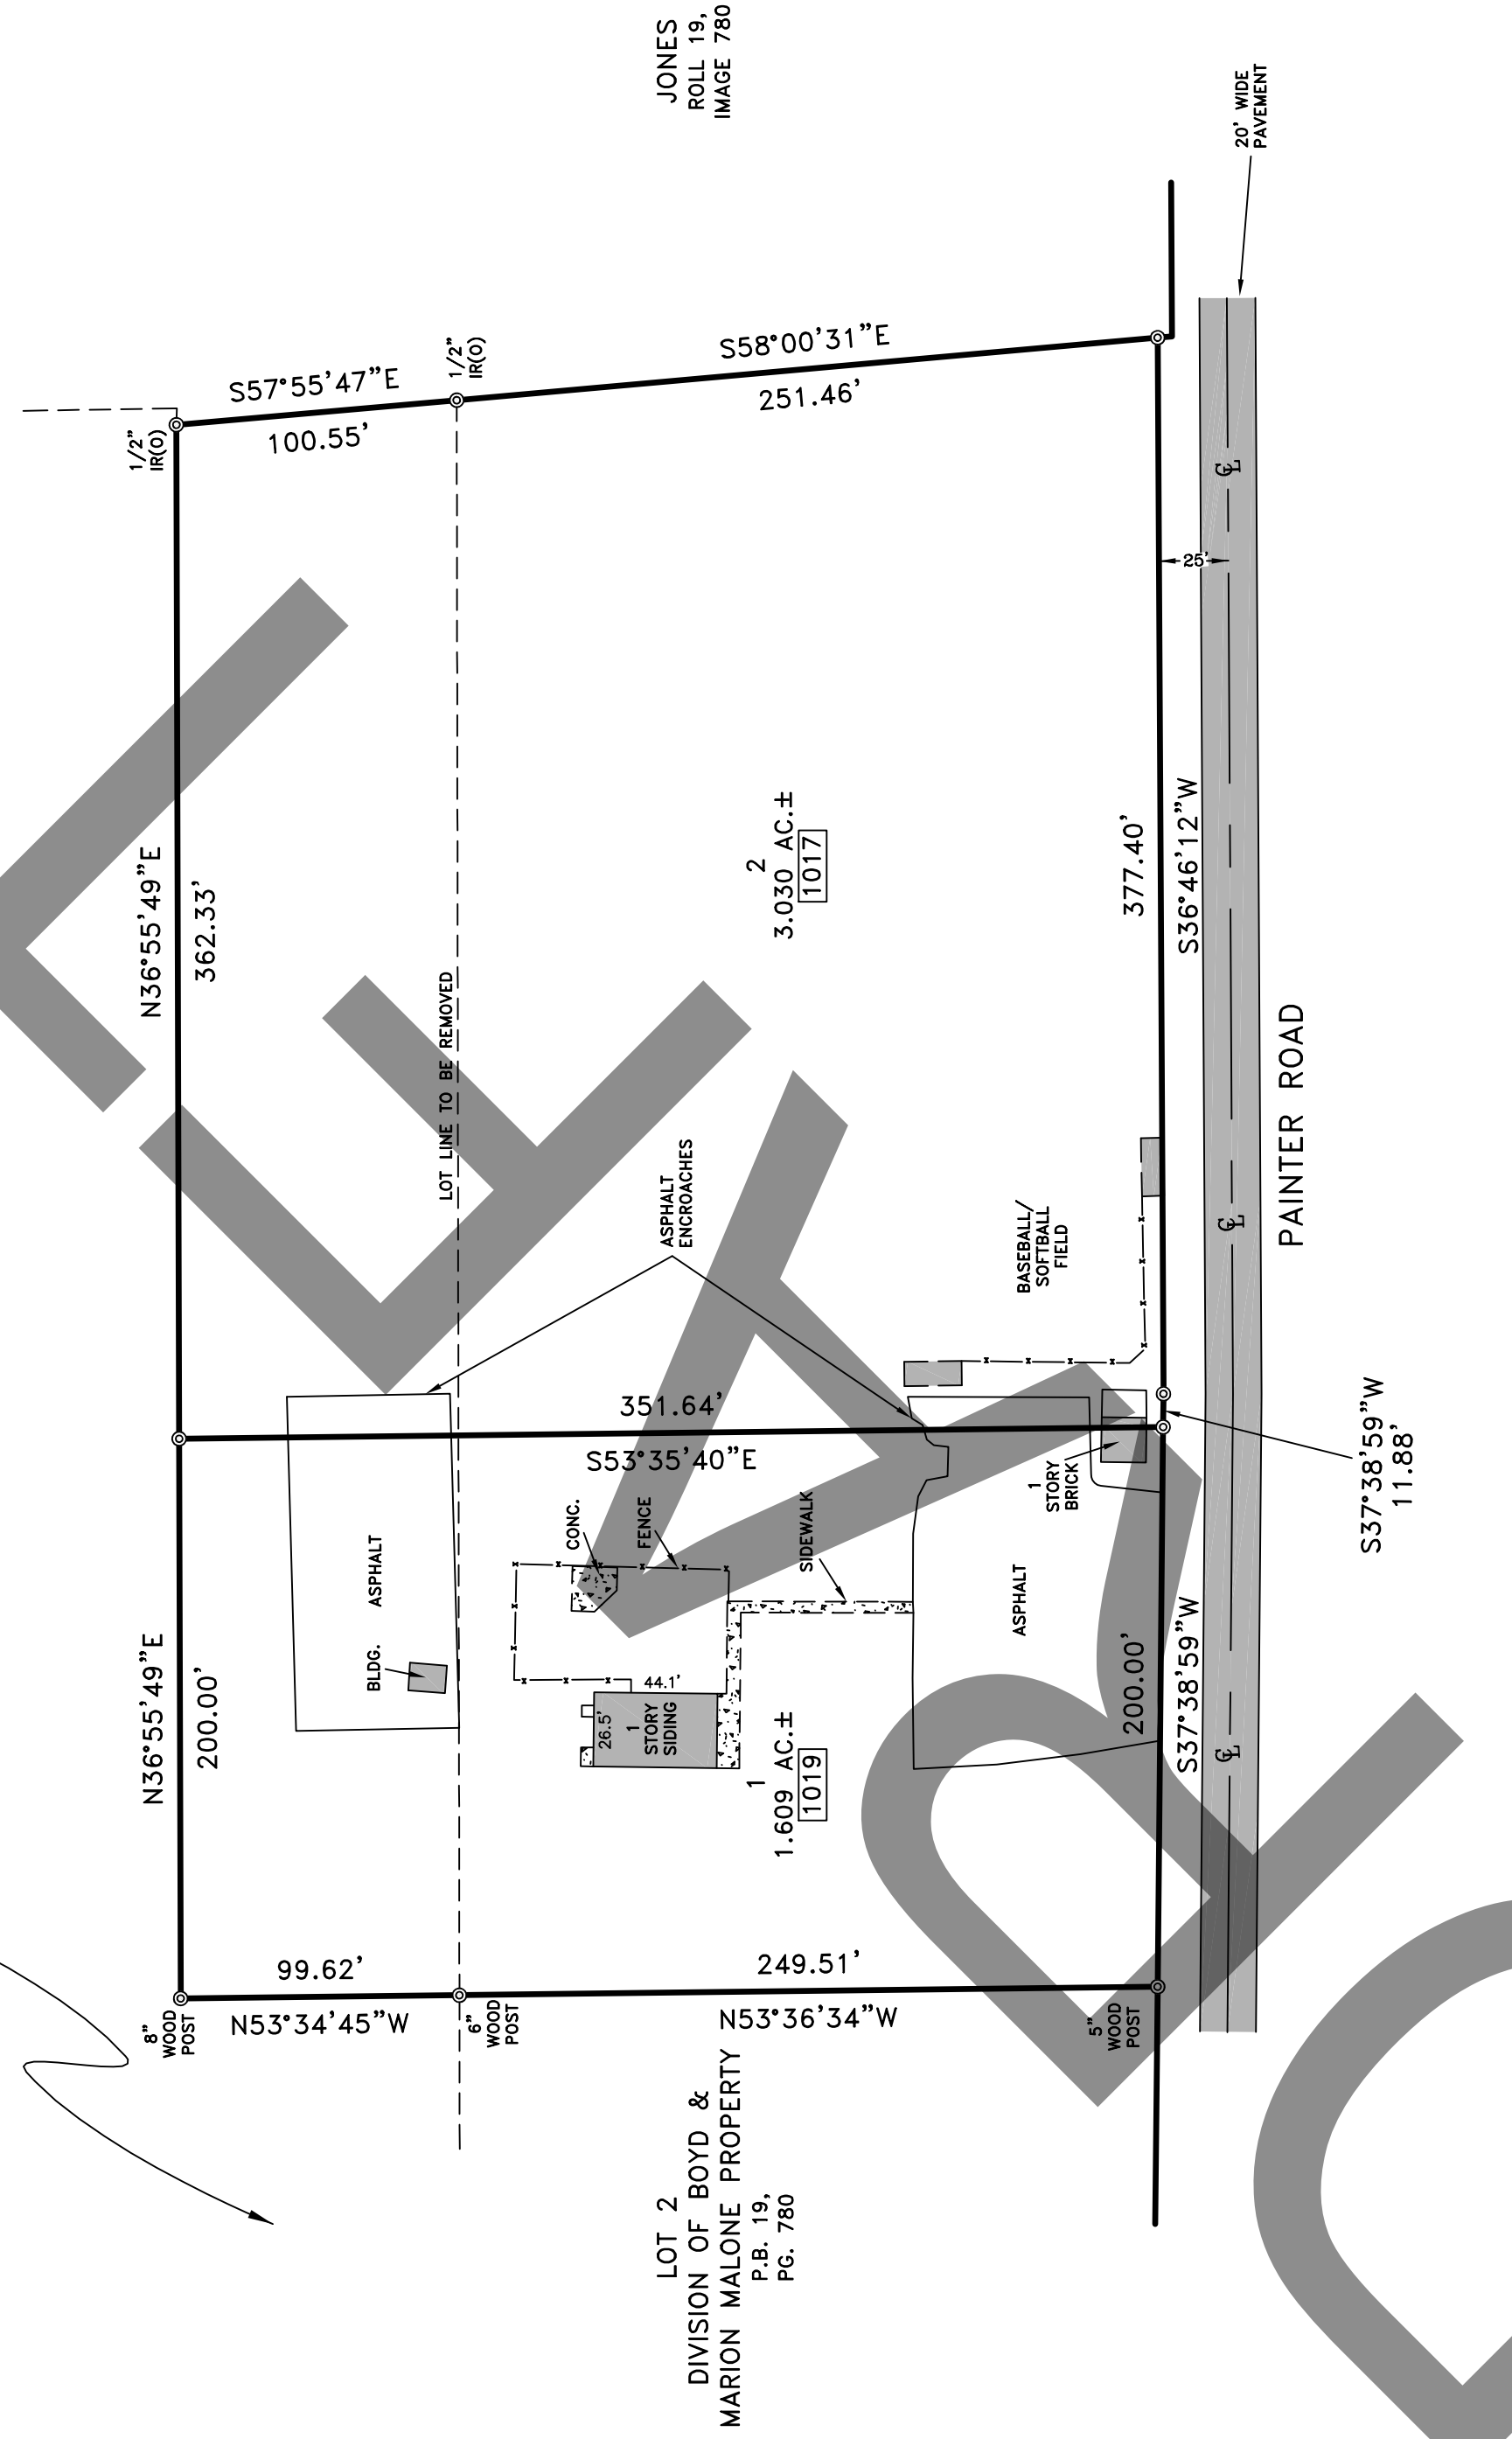 JONES
ROLL 19,
IMAGE 780
20' WIDE
PAVEMENT
S57°55'47"E
100.55'
1/2"
IR(O)
1/2"
IR(O)
S58°00'31"E
251.46'
25'
℄
N36°55'49"E
362.33'
LOT LINE TO BE REMOVED
2
3.030 AC.±
1017
377.40'
S36°46'12"W
PAINTER ROAD
℄
ASPHALT
ENCROACHES
BASEBALL/
SOFTBALL
FIELD
351.64'
S53°35'40"E
S37°38'59"W
11.88'
1
STORY
BRICK
CONC.
FENCE
SIDEWALK
ASPHALT
BLDG.
ASPHALT
N36°55'49"E
200.00'
44.1'
26.5'
1
STORY
SIDING
1
1.609 AC.±
1019
200.00'
S37°38'59"W
℄
99.62'
N53°34'45"W
249.51'
N53°36'34"W
8"
WOOD
POST
6"
WOOD
POST
5"
WOOD
POST
LOT 2
DIVISION OF BOYD &
MARION MALONE PROPERTY
P.B. 19,
PG. 780